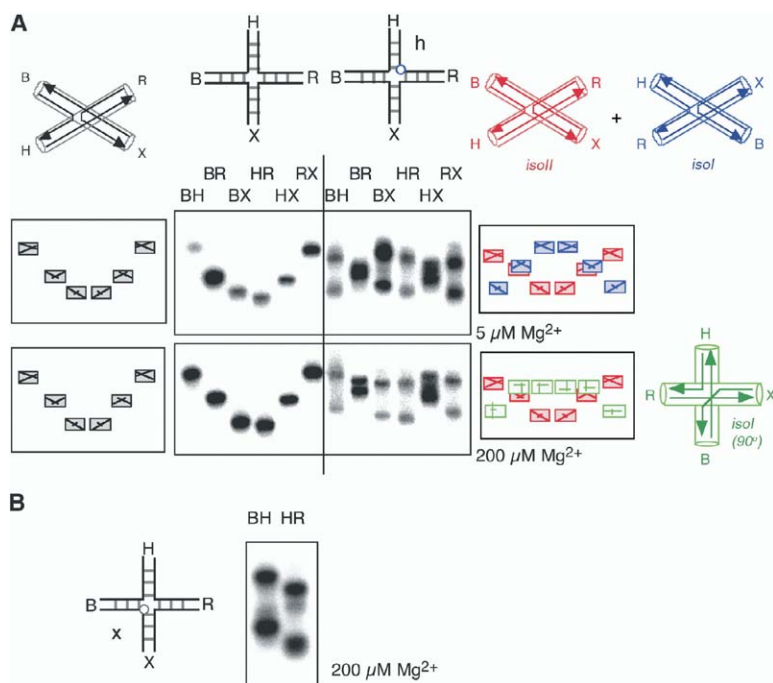 A
H
B
R
X
H
h
B
R
X
B
R
H
X
isoII
+
H
X
R
B
isoI
BR HR RX
BH BX HX
BR HR RX
BH BX HX
5 µM Mg2+
200 µM Mg2+
H
R
X
isoI
(90°)
B
B
R
H
X
B
BH HR
H
B
R
x
X
200 µM Mg2+